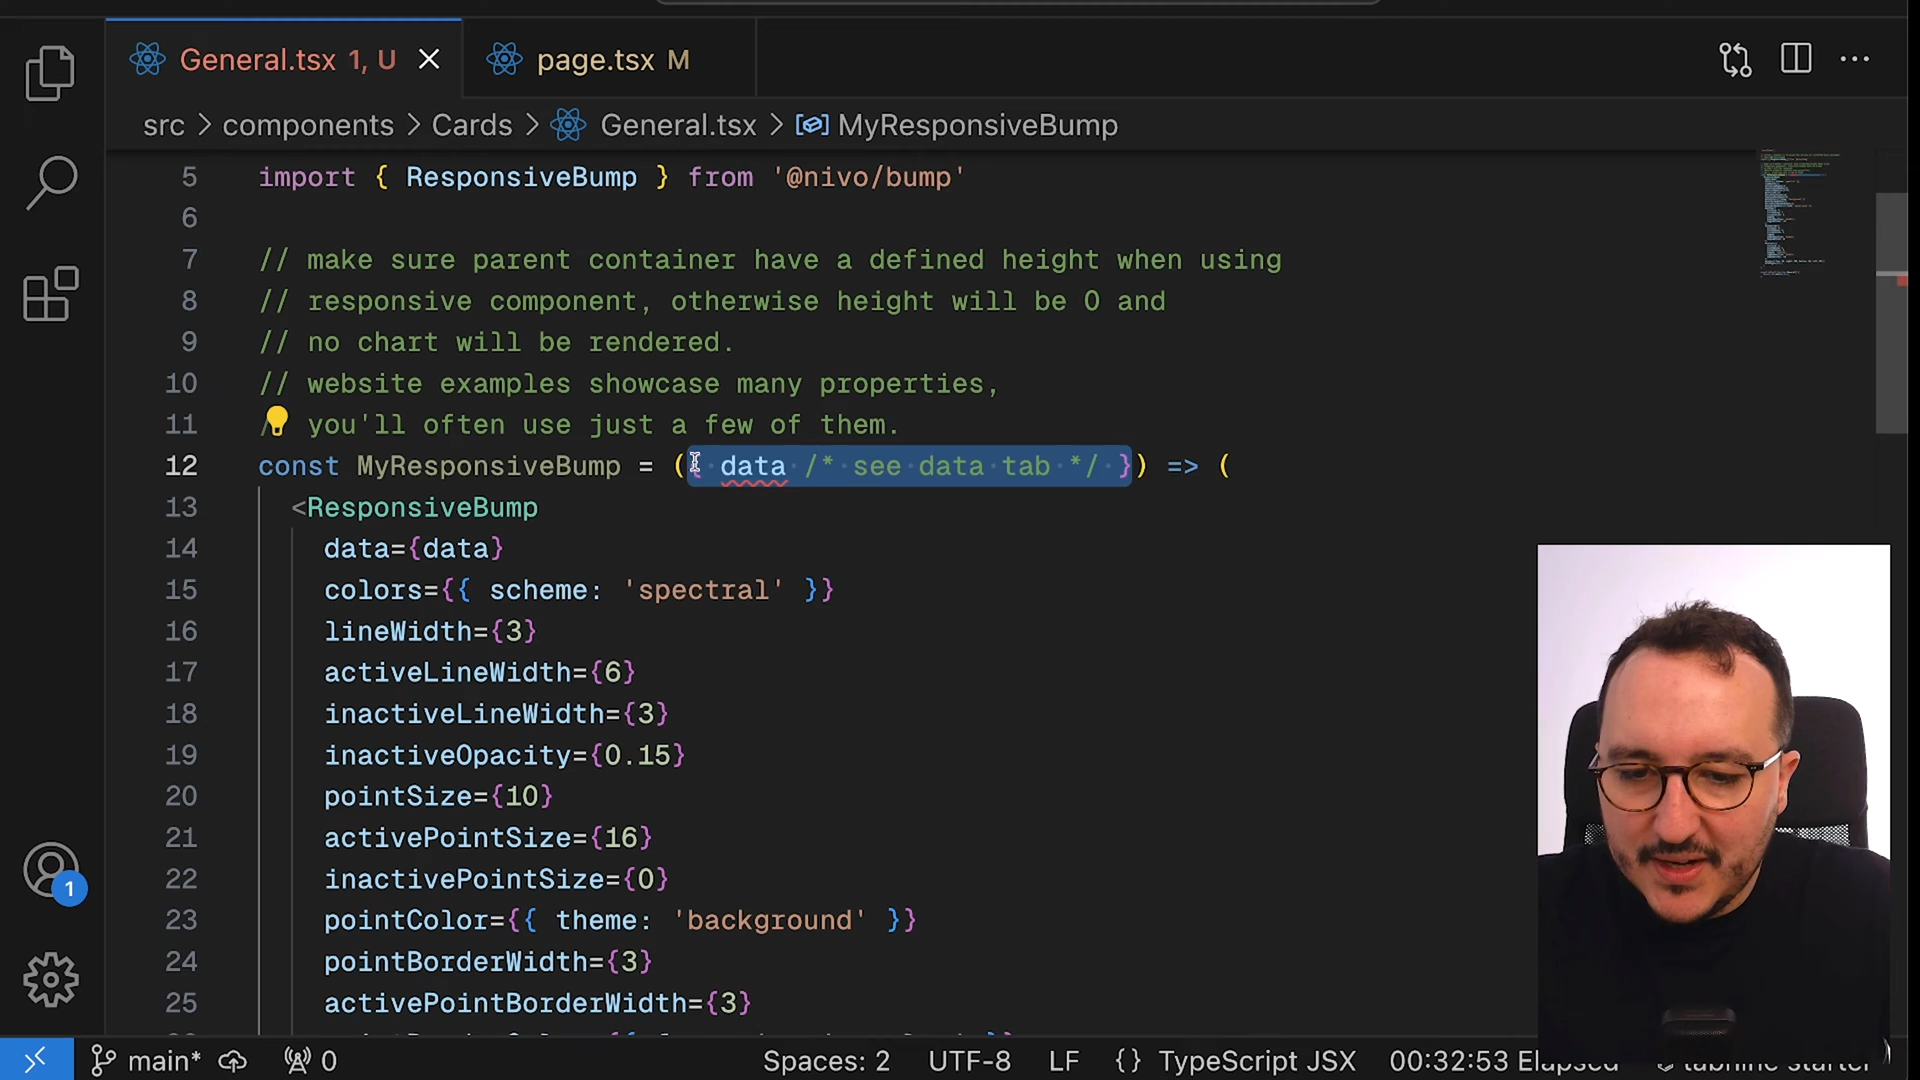 General.tsx 1, U
page.tsx M
src > components > Cards > General.tsx > MyResponsiveBump
5 import { ResponsiveBump } from '@nivo/bump'
6
7 // make sure parent container have a defined height when using
8 // responsive component, otherwise height will be 0 and
9 // no chart will be rendered.
10 // website examples showcase many properties,
11 / you'll often use just a few of them.
12 const MyResponsiveBump = ({ data /* see data tab */ }) => (
13 <ResponsiveBump
14 data={data}
15 colors={{ scheme: 'spectral' }}
16 lineWidth={3}
17 activeLineWidth={6}
18 inactiveLineWidth={3}
19 inactiveOpacity={0.15}
20 pointSize={10}
21 activePointSize={16}
22 inactivePointSize={0}
23 pointColor={{ theme: 'background' }}
24 pointBorderWidth={3}
25 activePointBorderWidth={3}
1
main* 0 Spaces: 2 UTF-8 LF {} TypeScript JSX 00:32:53 Elapsed tabnine starter